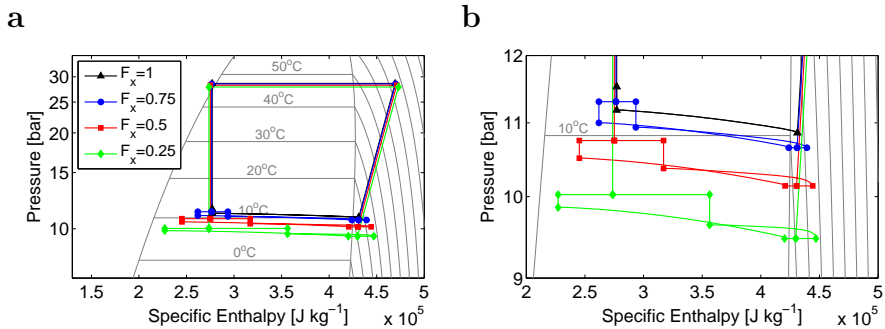 a
b
30
25
20
15
10
Pressure [bar]
F_x=1
F_x=0.75
F_x=0.5
F_x=0.25
50°C
40°C
30°C
20°C
10°C
0°C
1.5 2 2.5 3 3.5 4 4.5 5
Specific Enthalpy [J kg⁻¹]
x 10⁵
12
11
10
9
Pressure [bar]
10°C
2 2.5 3 3.5 4 4.5 5
Specific Enthalpy [J kg⁻¹]
x 10⁵